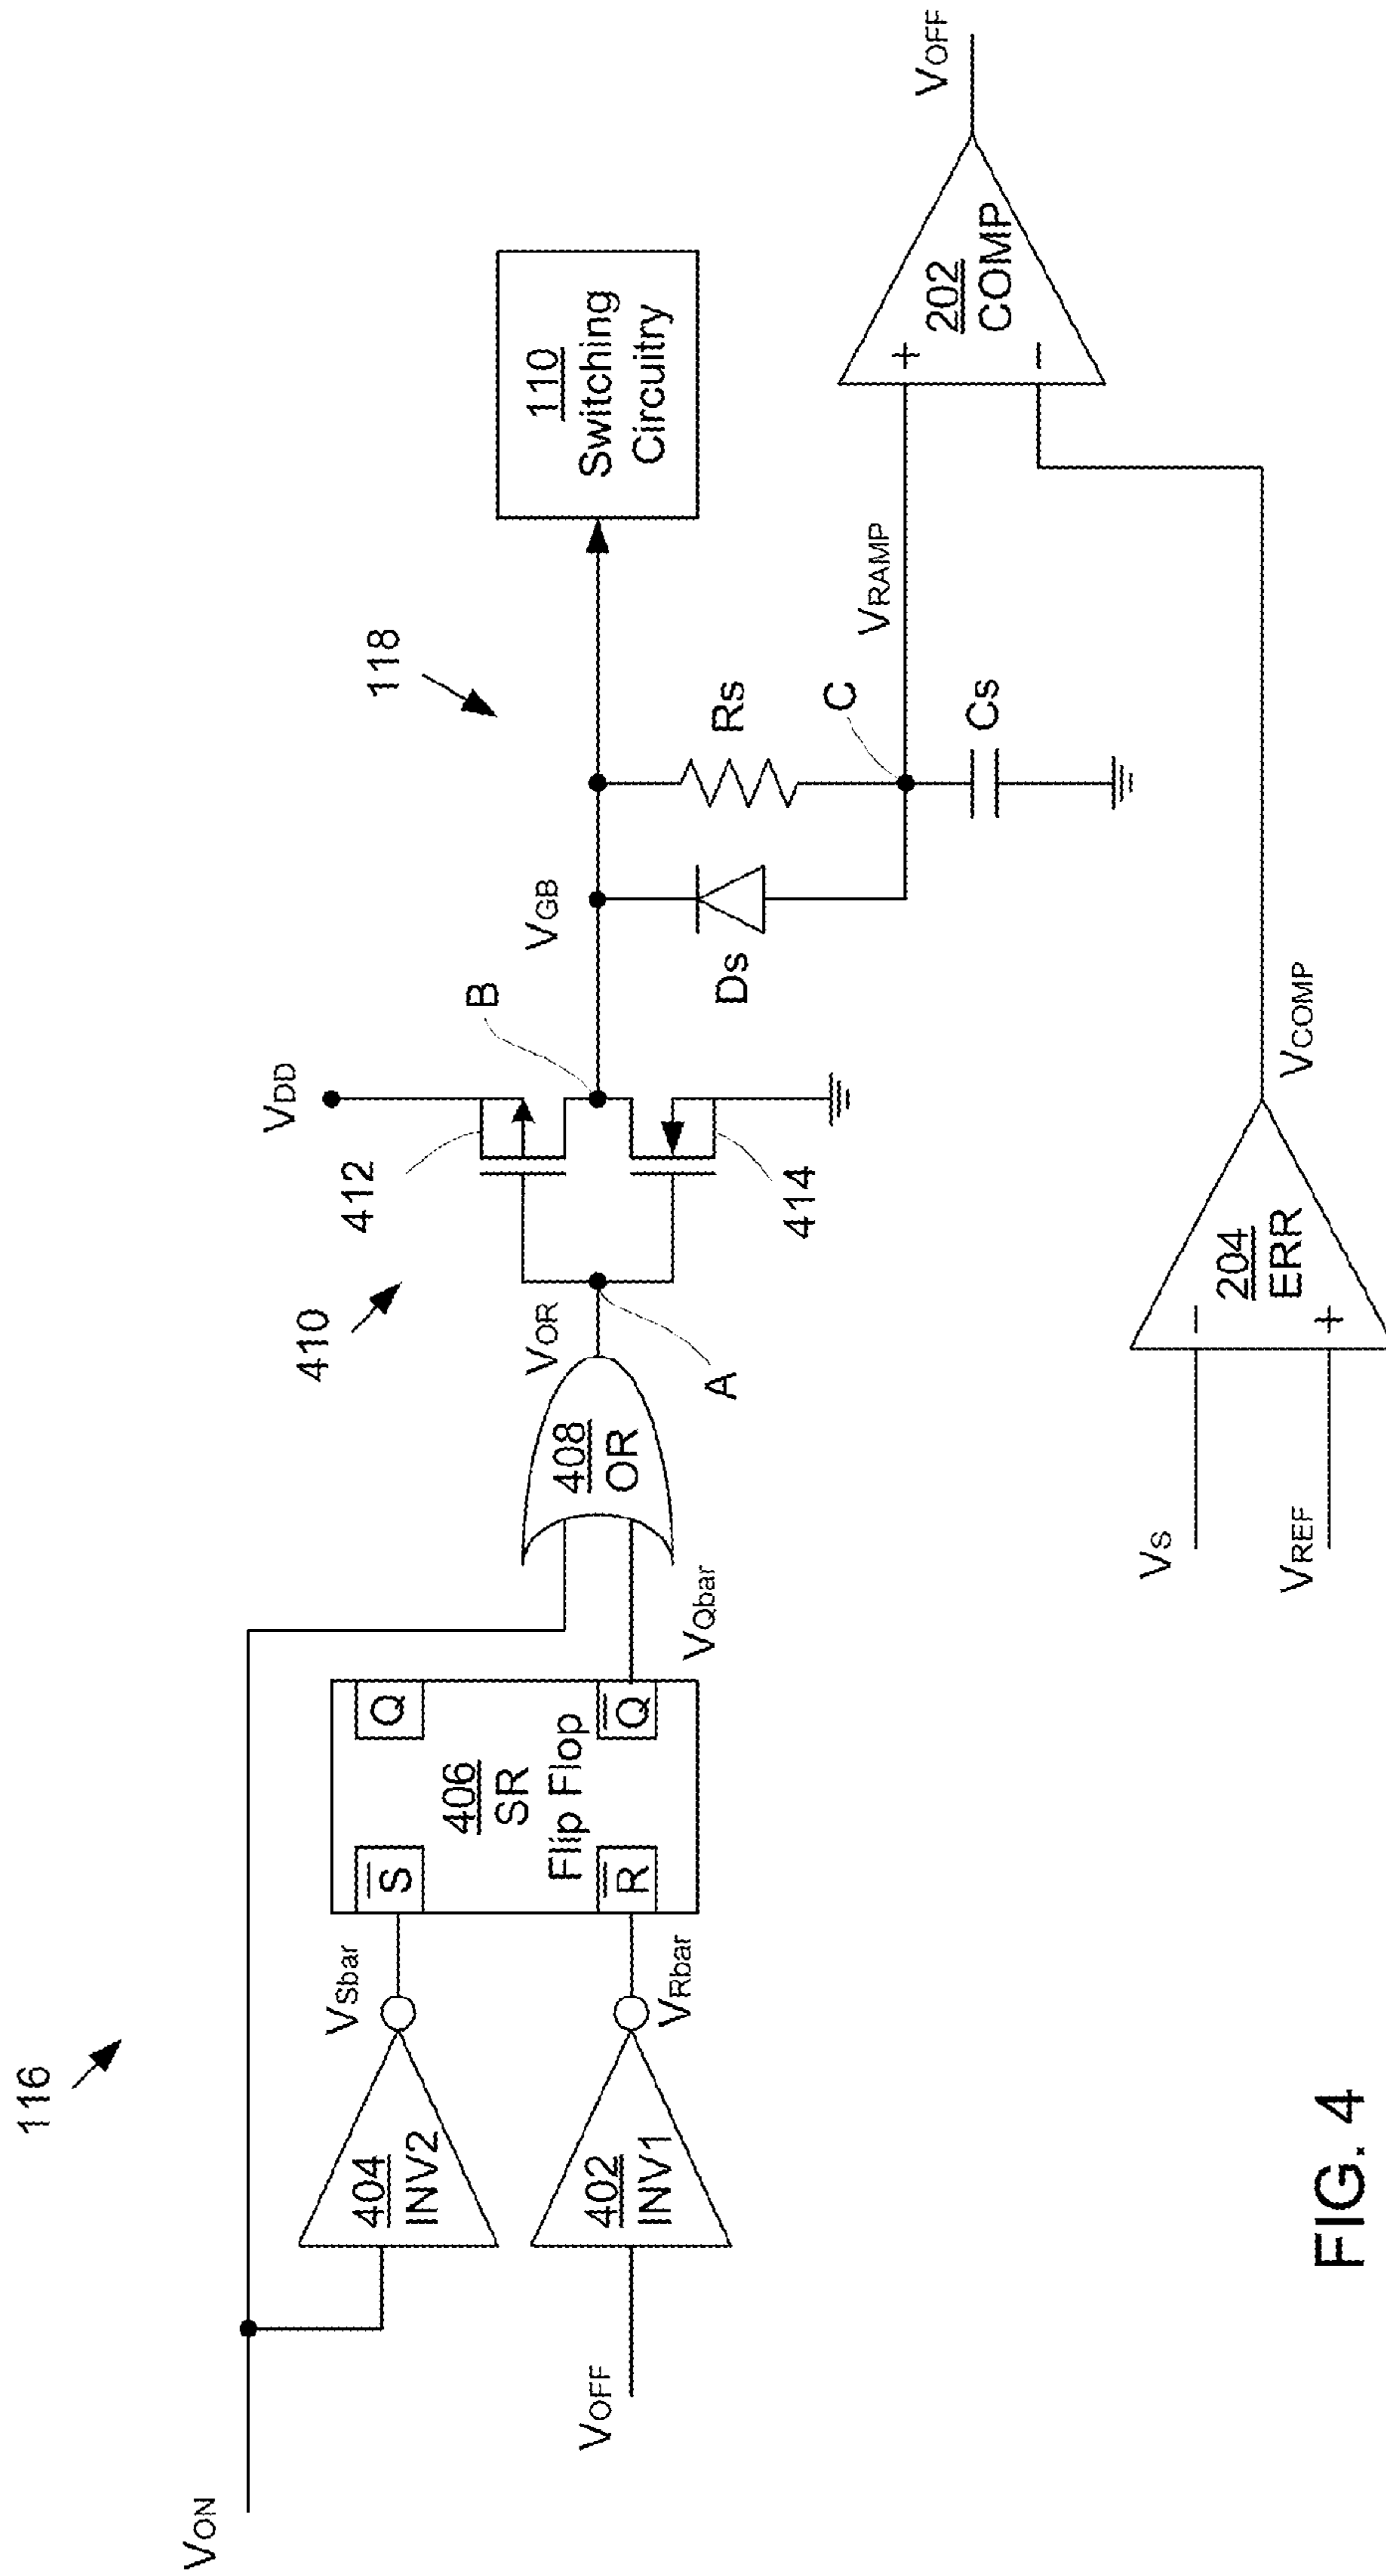 116
118
VON
VOFF
404
INV2
402
INV1
VSbar
VRbar
S
R
Q
Q
406
SR
Flip Flop
VQbar
408
OR
VOR
A
410
412
414
VDD
B
VGB
Ds
Rs
C
Cs
VRAMP
110
Switching
Circuitry
202
COMP
+
-
VOFF
VS
VREF
204
ERR
-
+
VCOMP
FIG. 4